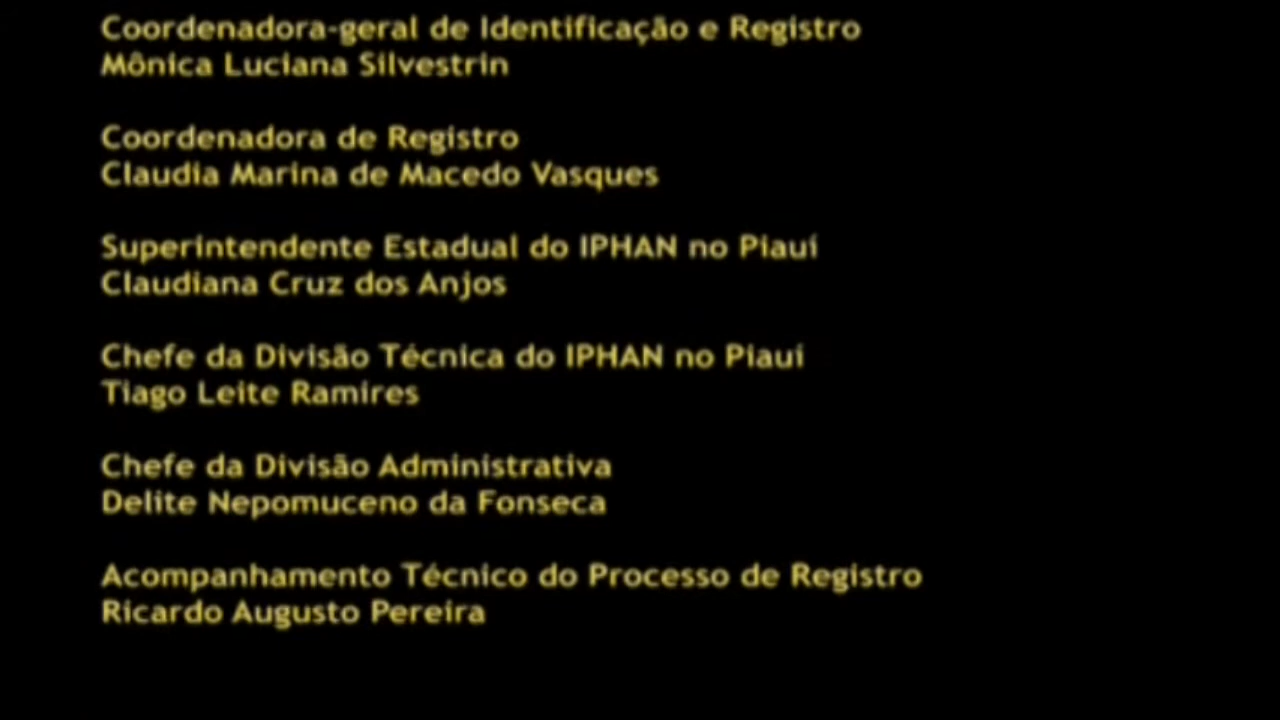 Coordenadora-geral de Identificação e Registro
Mônica Luciana Silvestrin
Coordenadora de Registro
Claudia Marina de Macedo Vasques
Superintendente Estadual do IPHAN no Piauí
Claudiana Cruz dos Anjos
Chefe da Divisão Técnica do IPHAN no Piauí
Tiago Leite Ramires
Chefe da Divisão Administrativa
Delite Nepomuceno da Fonseca
Acompanhamento Técnico do Processo de Registro
Ricardo Augusto Pereira